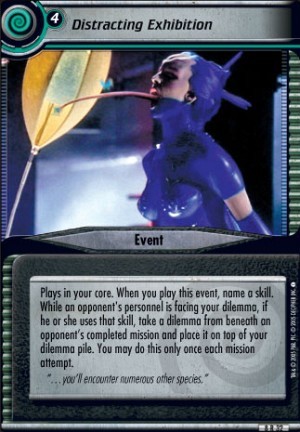 4
Distracting Exhibition
Event
Plays in your core. When you play this event, name a skill.
While an opponent's personnel is facing your dilemma, if
he or she uses that skill, take a dilemma from beneath an
opponent's completed mission and place it on top of your
dilemma pile. You may do this only once each mission
attempt.
"…you'll encounter numerous other species."